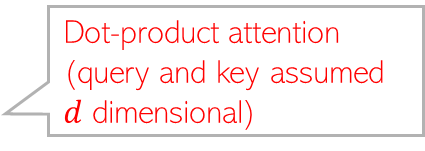 Dot-product attention
(query and key assumed
d dimensional)